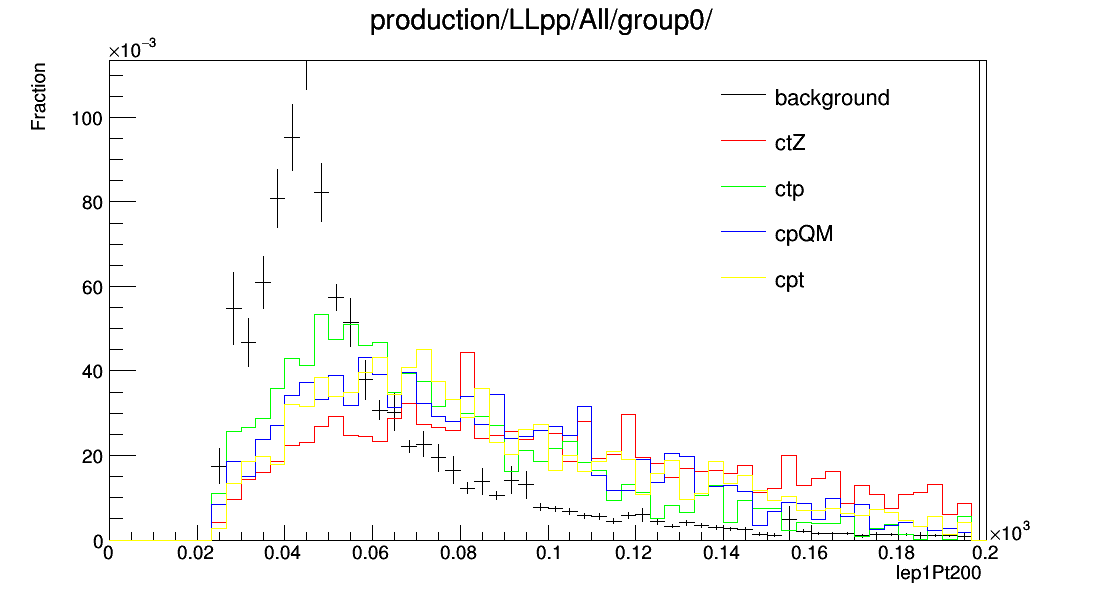 production/LLpp/All/group0/
×10⁻³
Fraction
100
80
60
40
20
0
background
ctZ
ctp
cpQM
cpt
0 0.02 0.04 0.06 0.08 0.1 0.12 0.14 0.16 0.18 0.2
×10³
lep1Pt200